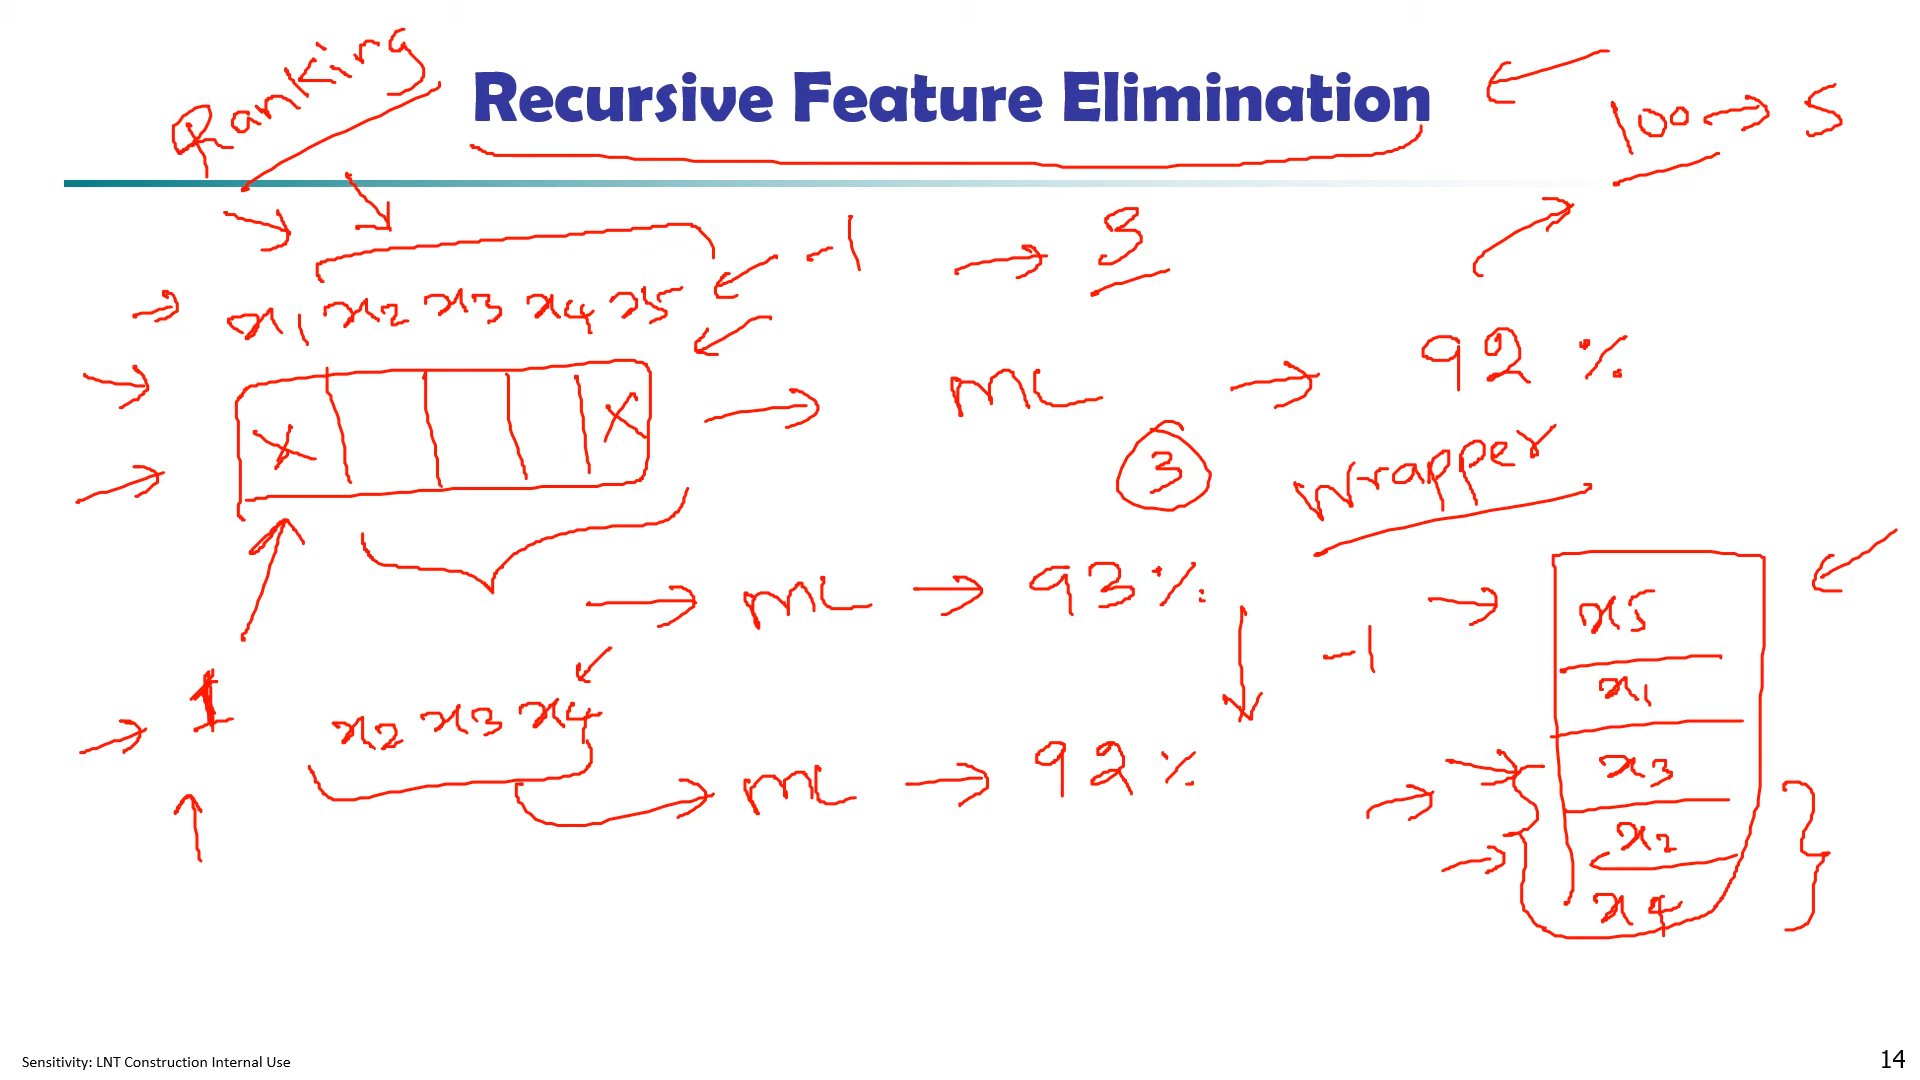 Ranking
Recursive Feature Elimination
100 → 5
-1 → 3
x1 x2 x3 x4 x5
ML → 92 %
X X
3 Wrapper
ML → 93 %
-1
x5
x1
1
x2 x3 x4
ML → 92 %
x3
x2
x4
Sensitivity: LNT Construction Internal Use
14